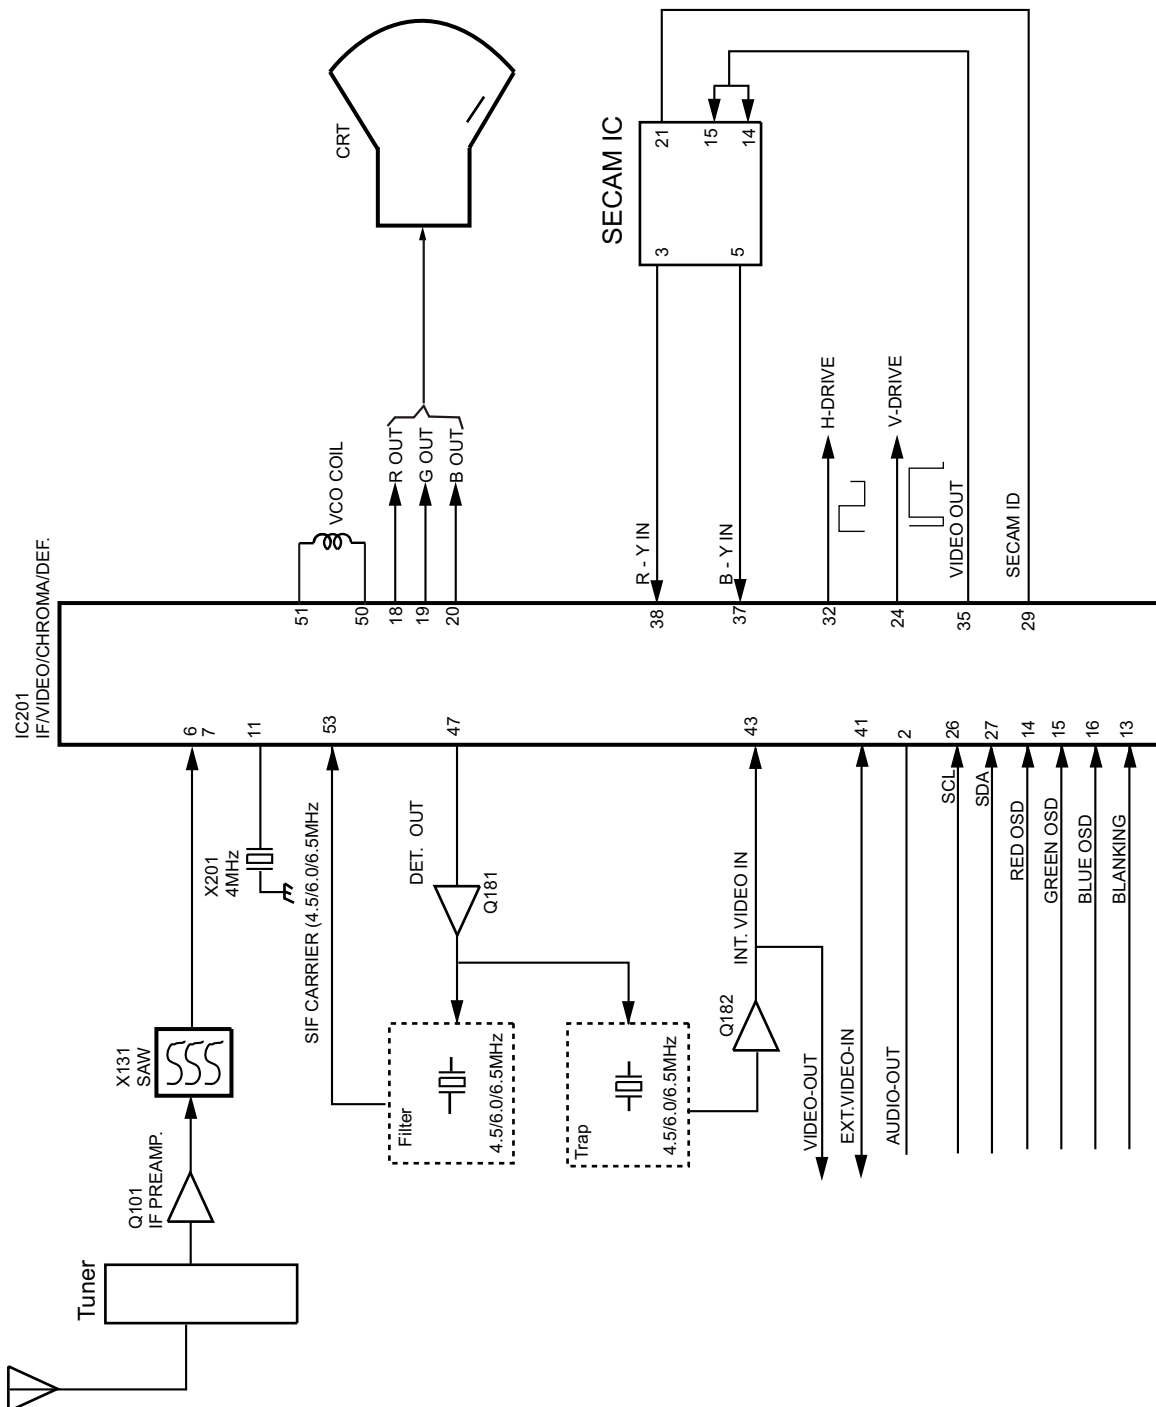 IC201
IF/VIDEO/CHROMA/DEF.
Tuner
Q101
IF PREAMP.
X131
SAW
6
7
X201
4MHz
11
SIF CARRIER (4.5/6.0/6.5MHz
53
DET. OUT
47
Q181
Filter
4.5/6.0/6.5MHz
Trap
4.5/6.0/6.5MHz
Q182
INT. VIDEO IN
43
VIDEO-OUT
EXT.VIDEO-IN
41
AUDIO-OUT
2
SCL
26
SDA
27
RED OSD
14
GREEN OSD
15
BLUE OSD
16
BLANKING
13
51
50
VCO COIL
18
R OUT
19
G OUT
20
B OUT
CRT
SECAM IC
3
21
5
15
14
38
R - Y IN
37
B - Y IN
32
H-DRIVE
24
V-DRIVE
35
VIDEO OUT
29
SECAM ID